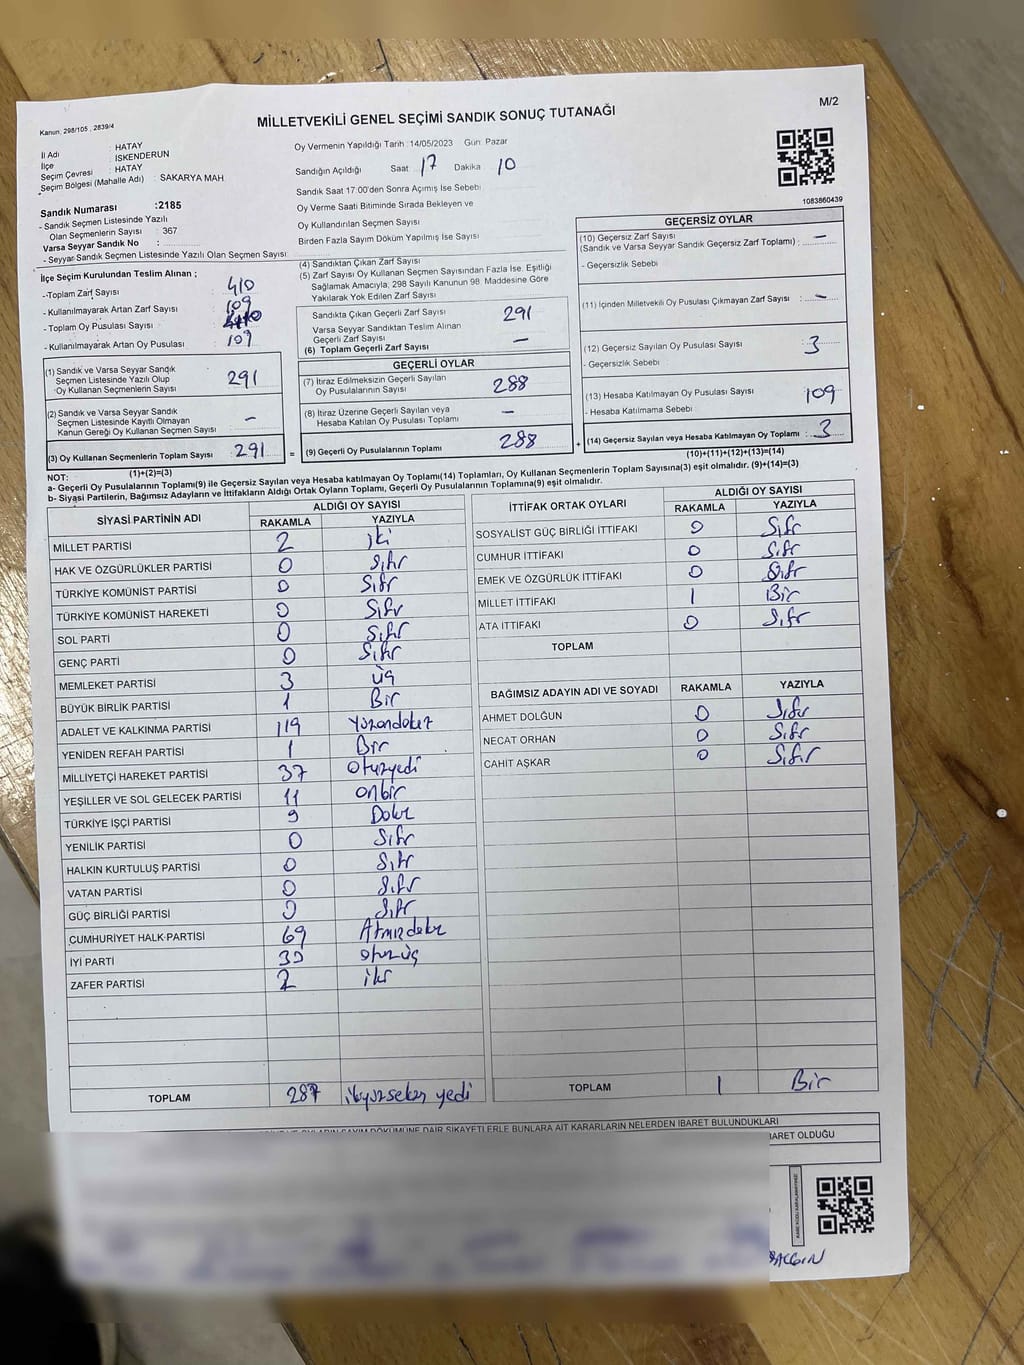 M/2
Kanun, 298/105 , 2839/4
MİLLETVEKİLİ GENEL SEÇİMİ SANDIK SONUÇ TUTANAĞI
İl Adı : HATAY
İlçe : İSKENDERUN
Seçim Çevresi : HATAY
Seçim Bölgesi (Mahalle Adı) : SAKARYA MAH
Sandık Numarası :2185
- Sandık Seçmen Listesinde Yazılı
Olan Seçmenlerin Sayısı : 367
Varsa Seyyar Sandık No :
- Seyyar Sandık Seçmen Listesinde Yazılı Olan Seçmen Sayısı:
Oy Vermenin Yapıldığı Tarih :14/05/2023 Gün: Pazar
Sandığın Açıldığı Saat 17 Dakika 10
Sandık Saat 17:00'den Sonra Açımış İse Sebebi
Oy Verme Saati Bitiminde Sırada Bekleyen ve
Oy Kullandırılan Seçmen Sayısı
Birden Fazla Sayım Döküm Yapılmış İse Sayısı
1083860439
İlçe Seçim Kurulundan Teslim Alınan ;
-Toplam Zarf Sayısı : 410
- Kullanılmayarak Artan Zarf Sayısı : 109
- Toplam Oy Pusulası Sayısı :
- Kullanılmayarak Artan Oy Pusulası : 109
(1) Sandık ve Varsa Seyyar Sandık
Seçmen Listesinde Yazılı Olup
Oy Kullanan Seçmenlerin Sayısı : 291
(2) Sandık ve Varsa Seyyar Sandık
Seçmen Listesinde Kayıtlı Olmayan
Kanun Gereği Oy Kullanan Seçmen Sayısı : -
(3) Oy Kullanan Seçmenlerin Toplam Sayısı : 291
(1)+(2)=(3)
(4) Sandıktan Çıkan Zarf Sayısı
(5) Zarf Sayısı Oy Kullanan Seçmen Sayısından Fazla İse. Eşitliği
Sağlamak Amacıyla, 298 Sayılı Kanunun 98. Maddesine Göre
Yakılarak Yok Edilen Zarf Sayısı
Sandıkta Çıkan Geçerli Zarf Sayısı 291
Varsa Seyyar Sandıktan Teslim Alınan
Geçerli Zarf Sayısı -
(6) Toplam Geçerli Zarf Sayısı
GEÇERLİ OYLAR
(7) İtiraz Edilmeksizin Geçerli Sayılan
Oy Pusulalarının Sayısı : 288
(8) İtiraz Üzerine Geçerli Sayılan veya
Hesaba Katılan Oy Pusulası Toplamı : -
= (9) Geçerli Oy Pusulalarının Toplamı : 288 +
GEÇERSİZ OYLAR
(10) Geçersiz Zarf Sayısı
(Sandık ve Varsa Seyyar Sandık Geçersiz Zarf Toplamı) : -
- Geçersizlik Sebebi
(11) İçinden Milletvekili Oy Pusulası Çıkmayan Zarf Sayısı : -
(12) Geçersiz Sayılan Oy Pusulası Sayısı : 3
- Geçersizlik Sebebi
(13) Hesaba Katılmayan Oy Pusulası Sayısı 109
- Hesaba Katılmama Sebebi
(14) Geçersiz Sayılan veya Hesaba Katılmayan Oy Toplamı : 3
(10)+(11)+(12)+(13)=(14)
NOT:
a- Geçerli Oy Pusulalarının Toplamı(9) ile Geçersiz Sayılan veya Hesaba katılmayan Oy Toplamı(14) Toplamları, Oy Kullanan Seçmenlerin Toplam Sayısına(3) eşit olmalıdır. (9)+(14)=(3)
b- Siyasi Partilerin, Bağımsız Adayların ve İttifakların Aldığı Ortak Oyların Toplamı, Geçerli Oy Pusulalarının Toplamına(9) eşit olmalıdır.
SİYASİ PARTİNİN ADI ALDIĞI OY SAYISI
RAKAMLA YAZIYLA
MİLLET PARTİSİ 2 iki
HAK VE ÖZGÜRLÜKLER PARTİSİ 0 sıfır
TÜRKİYE KOMÜNİST PARTİSİ 0 Sıfır
TÜRKİYE KOMÜNİST HAREKETİ 0 Sıfır
SOL PARTİ 0 Sıfır
GENÇ PARTİ 0 Sıfır
MEMLEKET PARTİSİ 3 üç
BÜYÜK BİRLİK PARTİSİ 1 Bir
ADALET VE KALKINMA PARTİSİ 119 Yüzondokuz
YENİDEN REFAH PARTİSİ 1 Bir
MİLLİYETÇİ HAREKET PARTİSİ 37 otuzyedi
YEŞİLLER VE SOL GELECEK PARTİSİ 11 onbir
TÜRKİYE İŞÇİ PARTİSİ 9 Dokuz
YENİLİK PARTİSİ 0 Sıfır
HALKIN KURTULUŞ PARTİSİ 0 Sıfır
VATAN PARTİSİ 0 Sıfır
GÜÇ BİRLİĞİ PARTİSİ 0 Sıfır
CUMHURİYET HALK PARTİSİ 69 Atmışdokuz
İYİ PARTİ 33 otuzüç
ZAFER PARTİSİ 2 iki
TOPLAM 287 ikiyüzseksen yedi
İTTİFAK ORTAK OYLARI ALDIĞI OY SAYISI
RAKAMLA YAZIYLA
SOSYALİST GÜÇ BİRLİĞİ İTTİFAKI 0 Sıfır
CUMHUR İTTİFAKI 0 Sıfır
EMEK VE ÖZGÜRLÜK İTTİFAKI 0 Sıfır
MİLLET İTTİFAKI 1 Bir
ATA İTTİFAKI 0 Sıfır
TOPLAM
BAĞIMSIZ ADAYIN ADI VE SOYADI RAKAMLA YAZIYLA
AHMET DOLĞUN 0 Sıfır
NECAT ORHAN 0 Sıfır
CAHİT AŞKAR 0 Sıfır
TOPLAM 1 Bir
OYLARIN SAYIM DÖKÜMÜNE DAİR ŞİKAYETLERLE BUNLARA AİT KARARLARIN NELERDEN İBARET BULUNDUKLARI
İBARET OLDUĞU